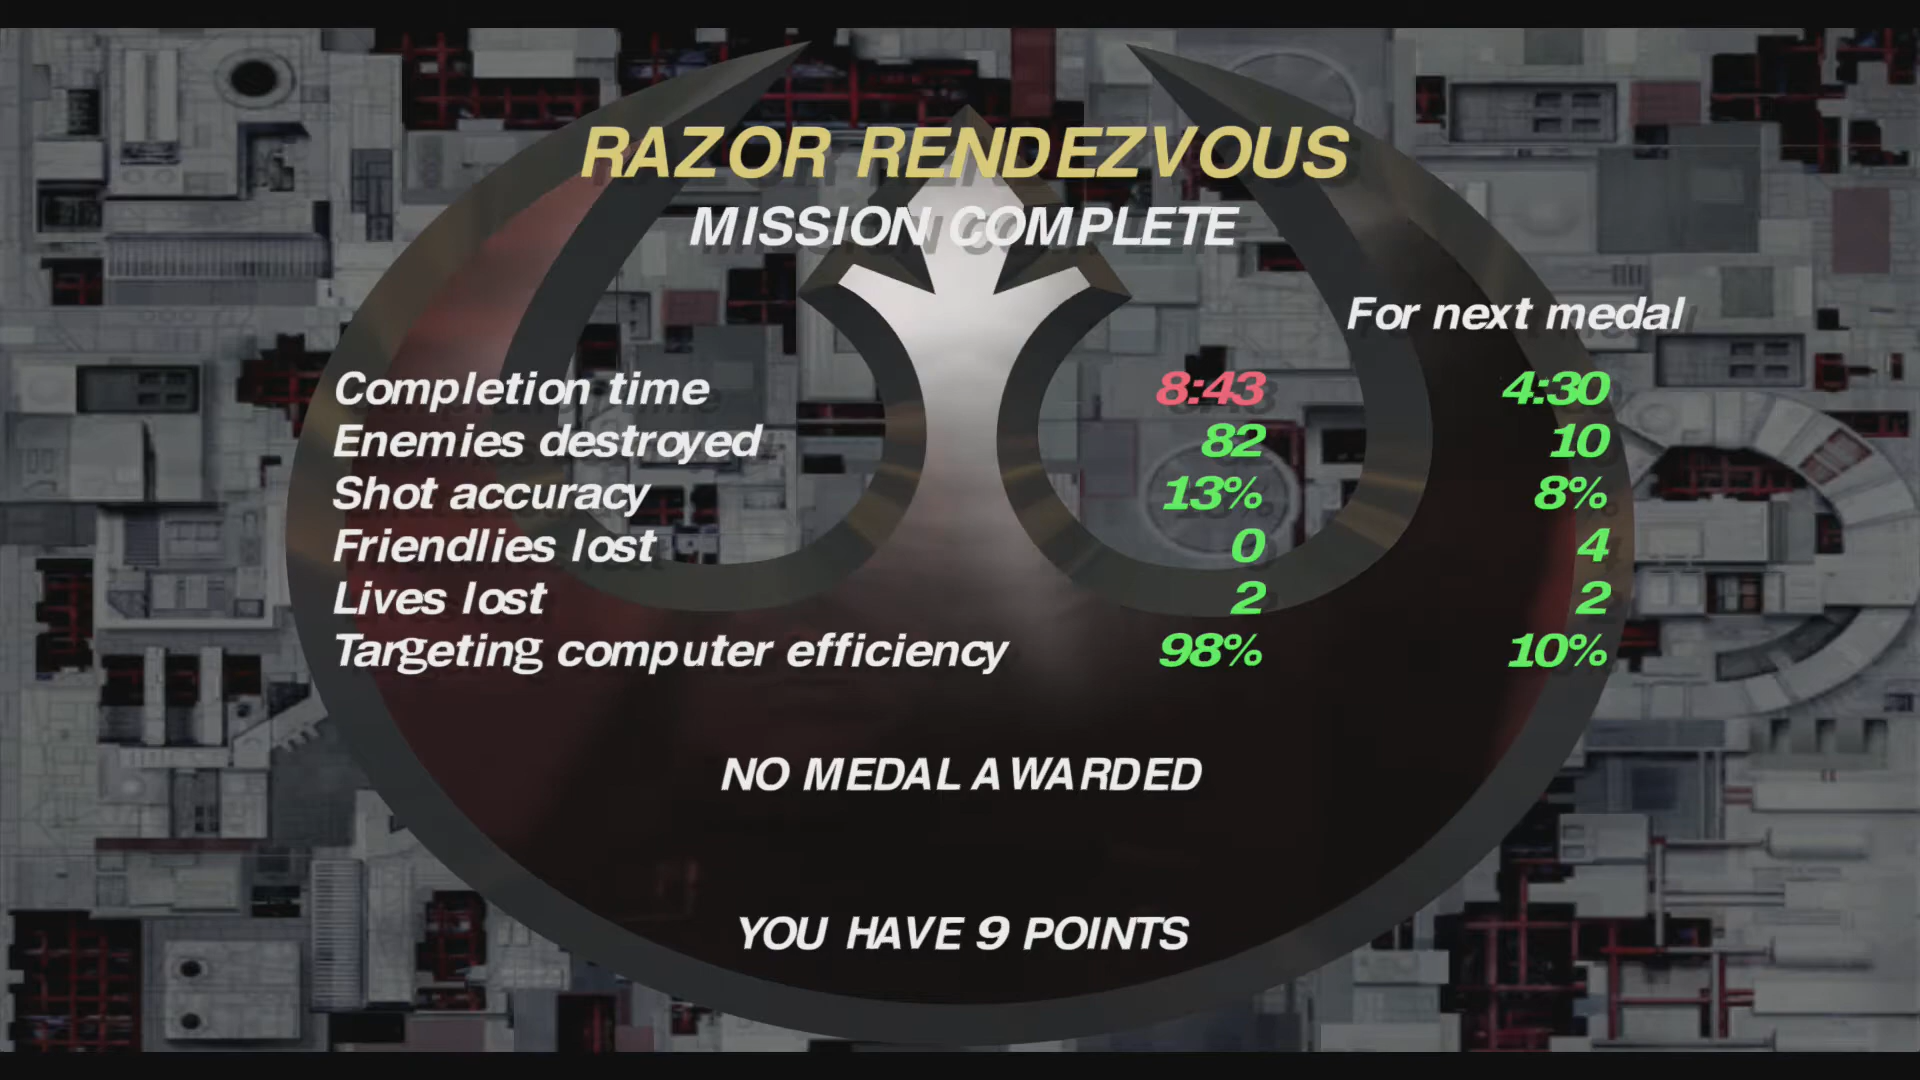 RAZOR RENDEZVOUS
MISSION COMPLETE
For next medal
Completion time 8:43 4:30
Enemies destroyed 82 10
Shot accuracy 13% 8%
Friendlies lost 0 4
Lives lost 2 2
Targeting computer efficiency 98% 10%
NO MEDAL AWARDED
YOU HAVE 9 POINTS